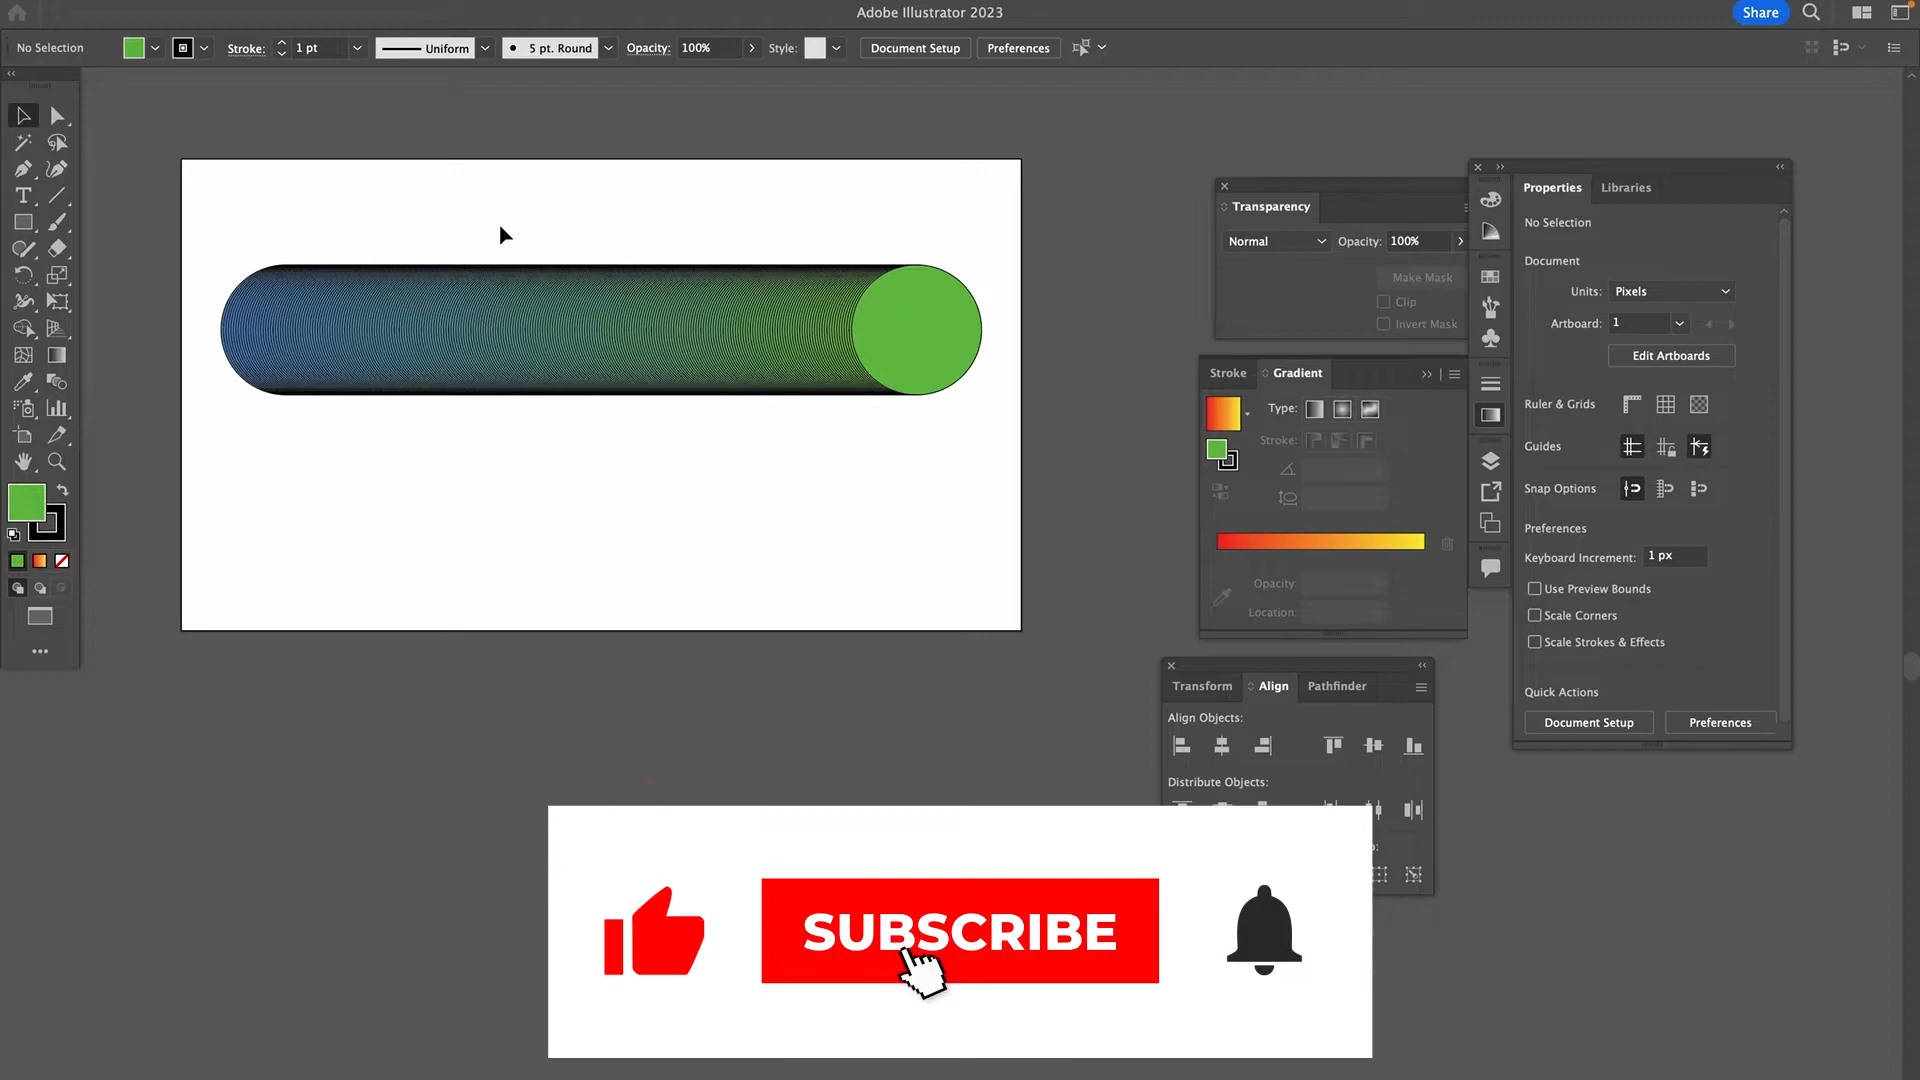 Adobe Illustrator 2023
Share
No Selection
Stroke:
1 pt
Uniform
5 pt. Round
Opacity:
100%
Style:
Document Setup
Preferences
Transparency
Normal
Opacity:
100%
Make Mask
Clip
Invert Mask
Stroke
Gradient
Type:
Stroke:
Opacity:
Location:
Transform
Align
Pathfinder
Align Objects:
Distribute Objects:
Properties
Libraries
No Selection
Document
Units:
Pixels
Artboard:
1
Edit Artboards
Ruler & Grids
Guides
Snap Options
Preferences
Keyboard Increment:
1 px
Use Preview Bounds
Scale Corners
Scale Strokes & Effects
Quick Actions
Document Setup
Preferences
SUBSCRIBE